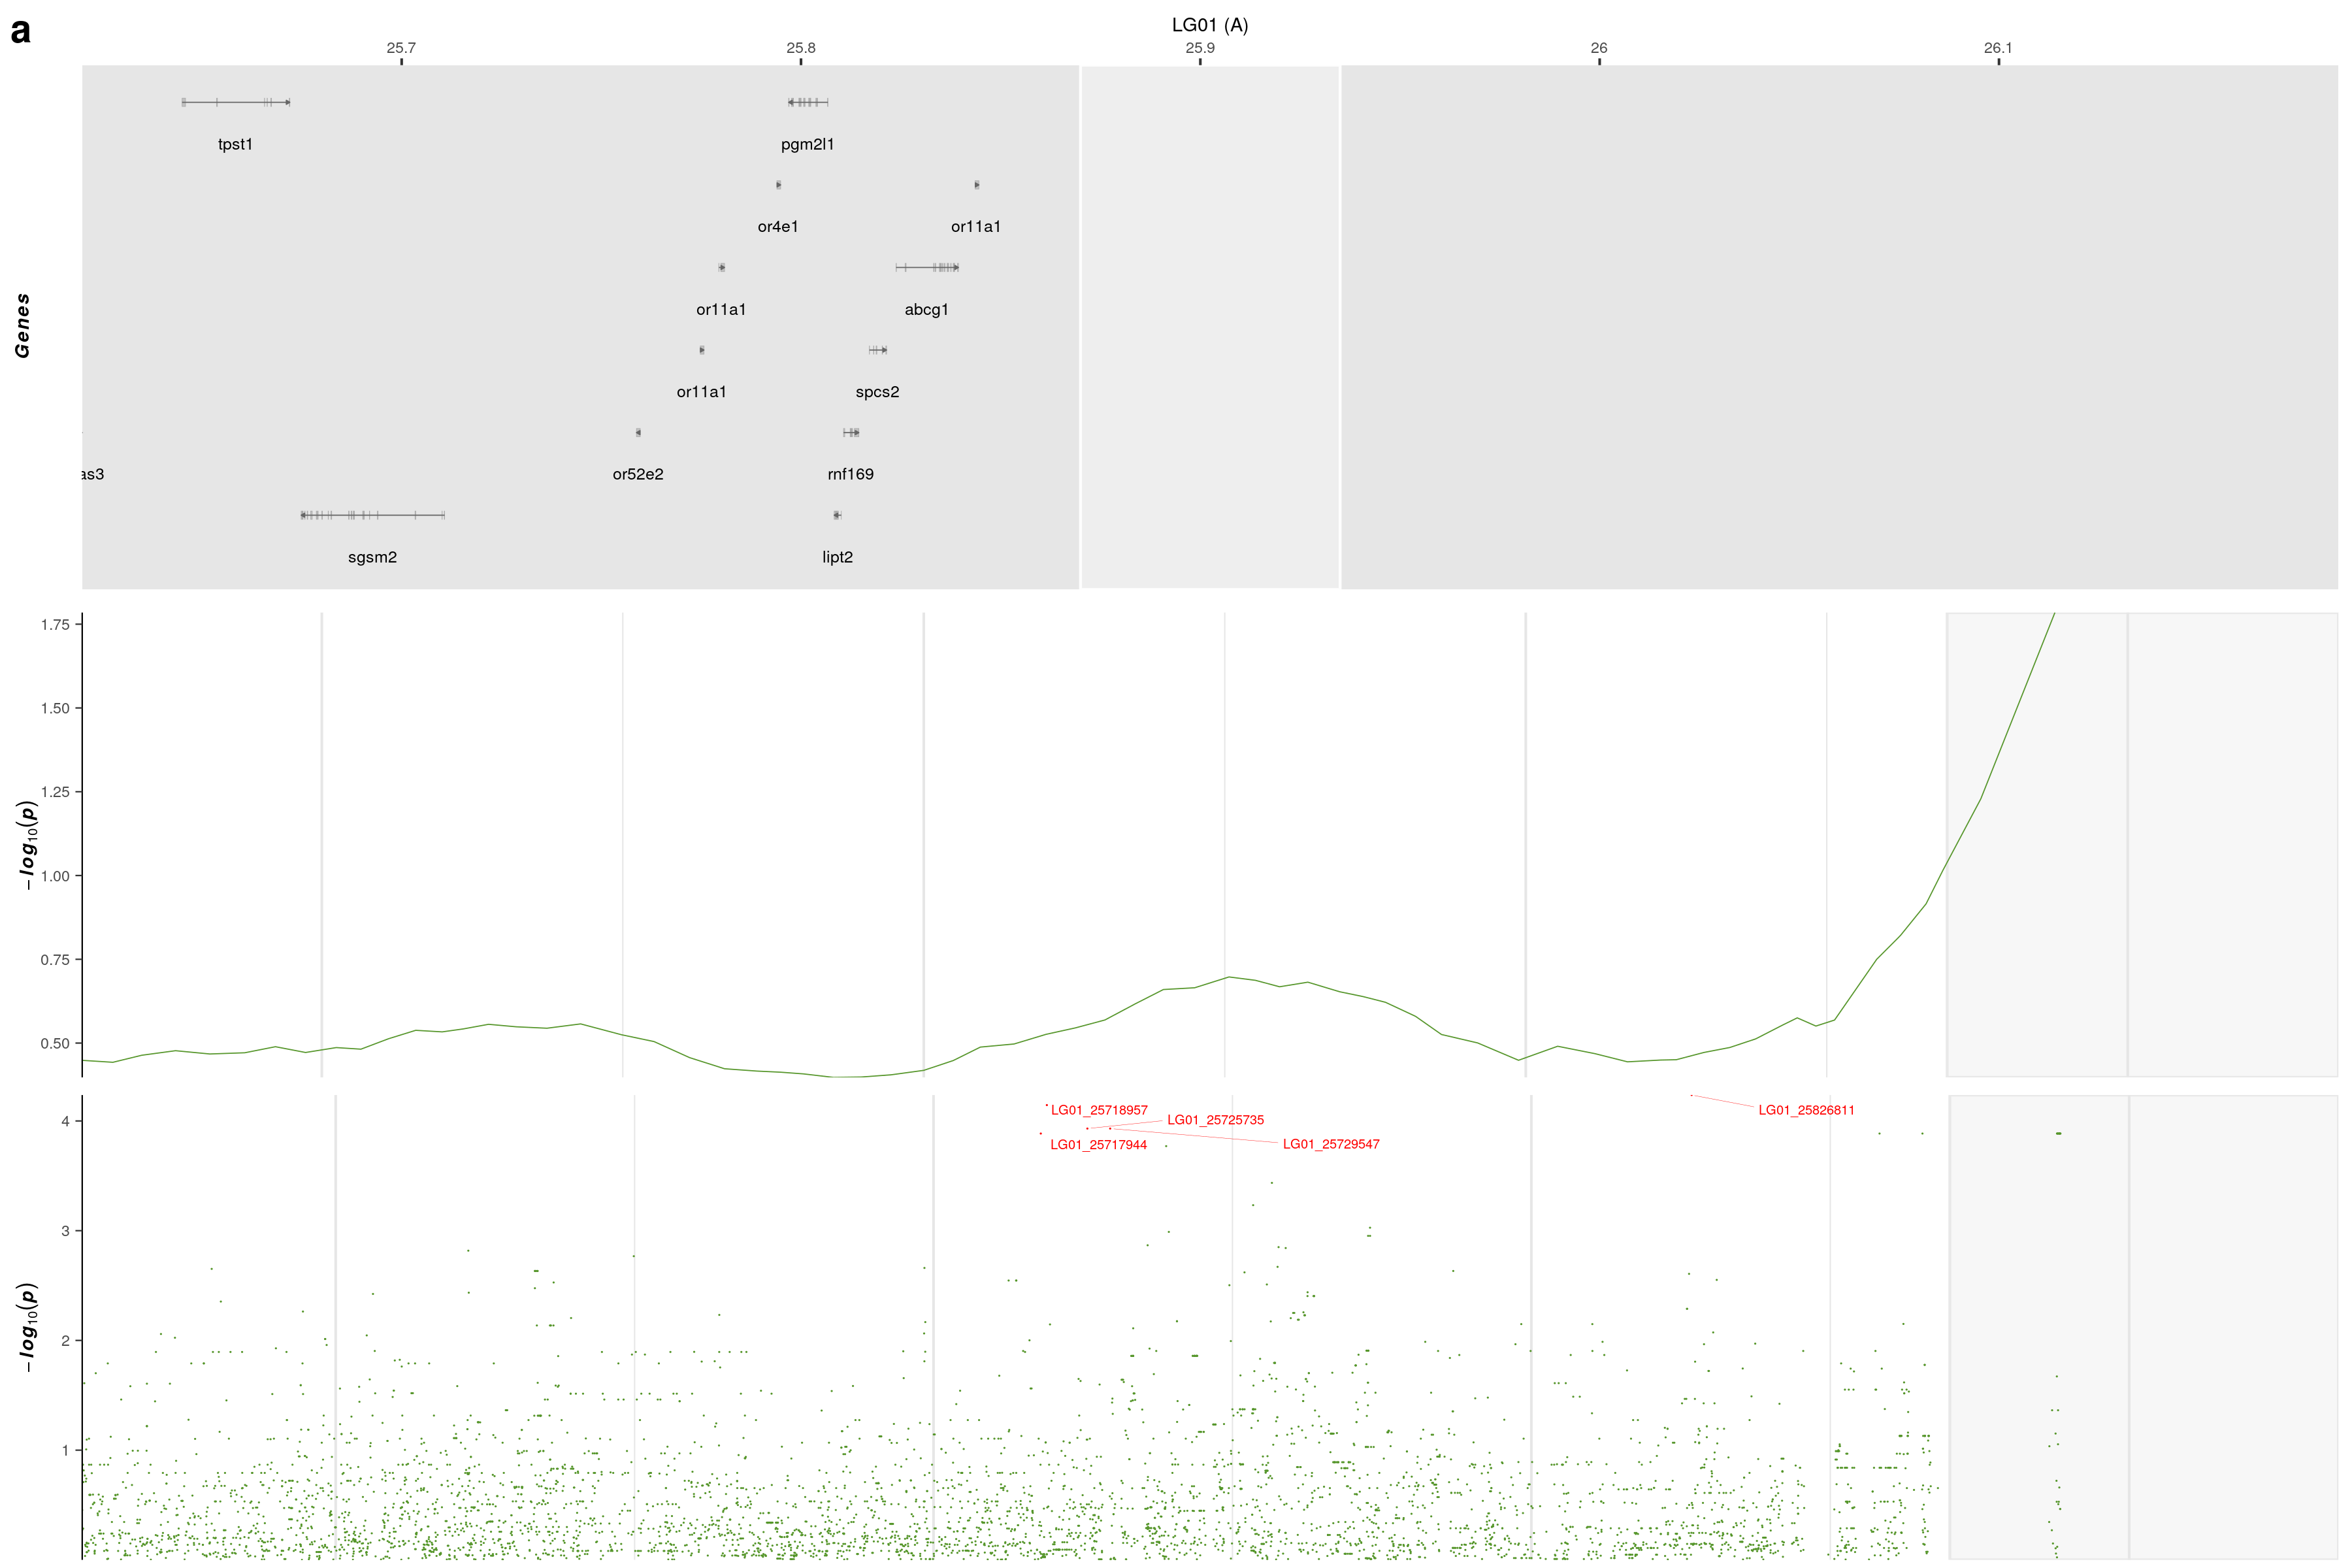 a
LG01 (A)
25.7 25.8 25.9 26 26.1
Genes
tpst1 pgm2l1
or4e1 or11a1
or11a1 abcg1
or11a1 spcs2
as3 or52e2 rnf169
sgsm2 lipt2
−log10(p)
1.75
1.50
1.25
1.00
0.75
0.50
−log10(p)
4
3
2
1
LG01_25718957
LG01_25826811
LG01_25725735
LG01_25717944
LG01_25729547